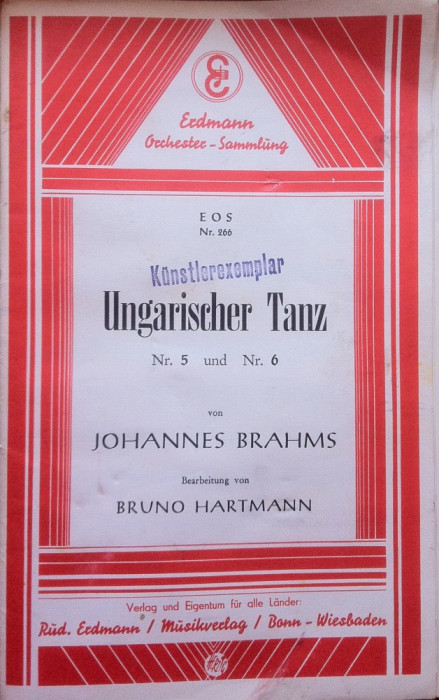 Erdmann
Orchester - Sammlung
EOS
Nr. 266
Künstlerexemplar
Ungarischer Tanz
Nr. 5 und Nr. 6
von
JOHANNES BRAHMS
Bearbeitung von
BRUNO HARTMANN
Verlag und Eigentum für alle Länder:
Rud. Erdmann / Musikverlag / Bonn - Wiesbaden